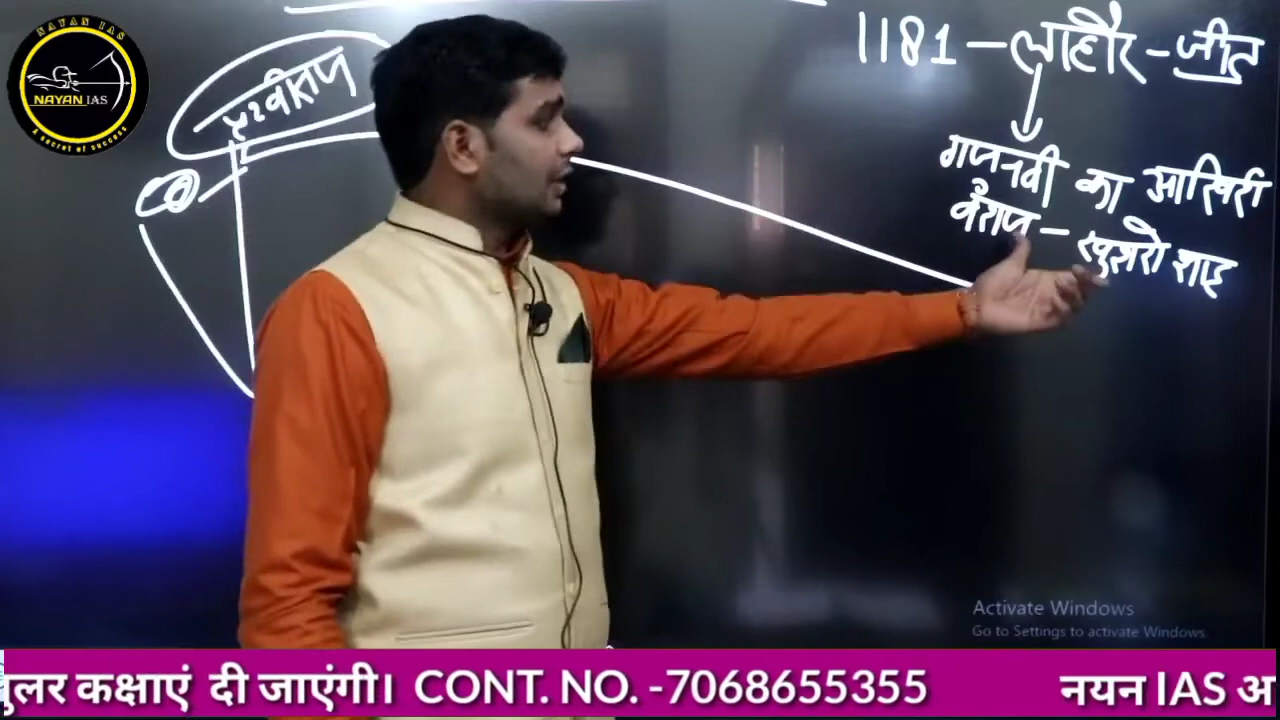 NAYAN IAS
NAYAN IAS
A secret of success
पृथ्वीराज
1181 - लाहौर - जीत
गजनवी का आखिरी
वैराज - खुसरो शाह
Activate Windows
Go to Settings to activate Windows.
ुलर कक्षाएं दी जाएंगी। CONT. NO. -7068655355 नयन IAS अ